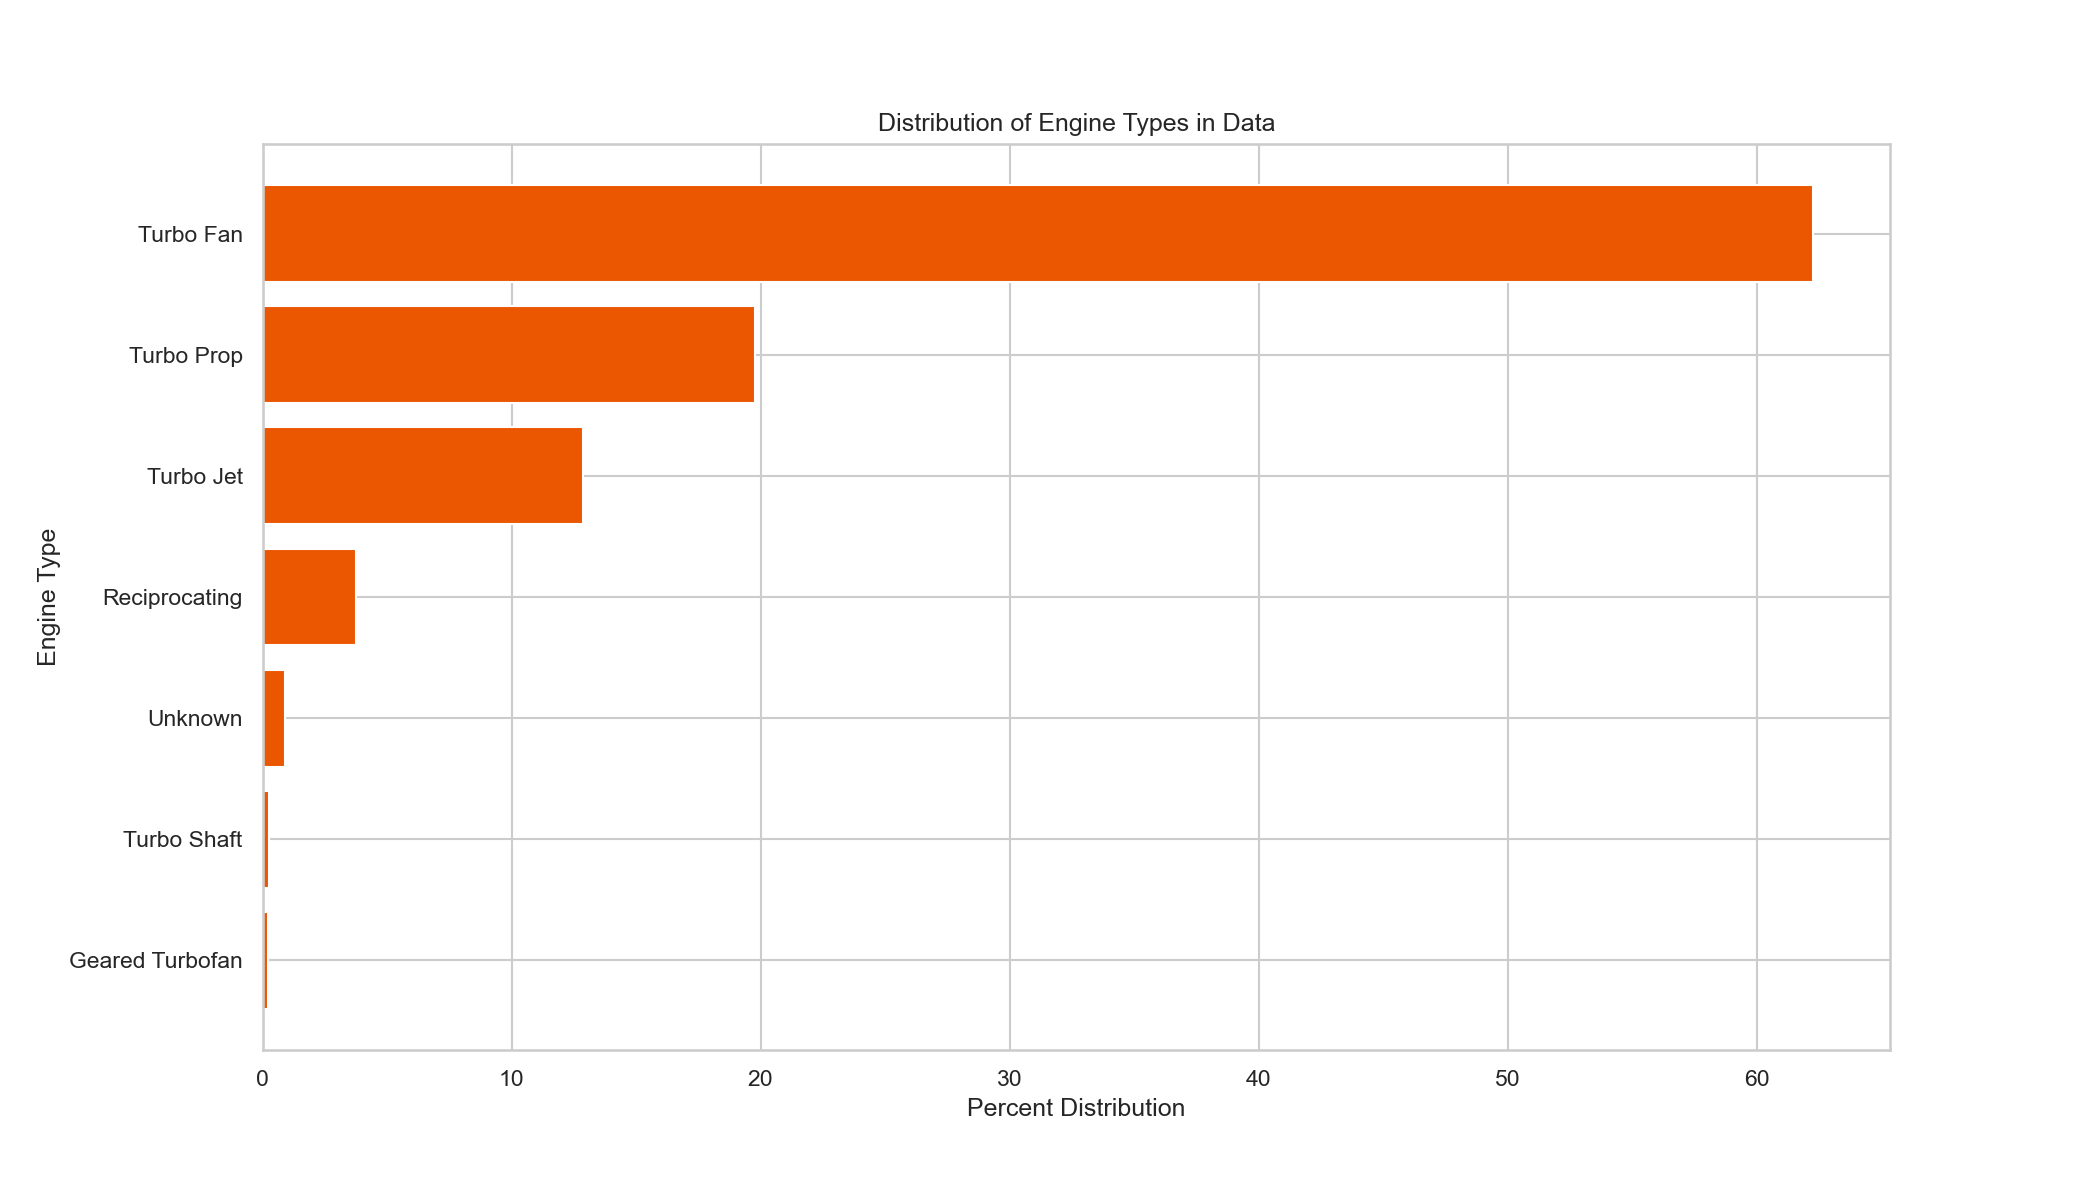 Distribution of Engine Types in Data
Engine Type
Turbo Fan
Turbo Prop
Turbo Jet
Reciprocating
Unknown
Turbo Shaft
Geared Turbofan
0 10 20 30 40 50 60
Percent Distribution